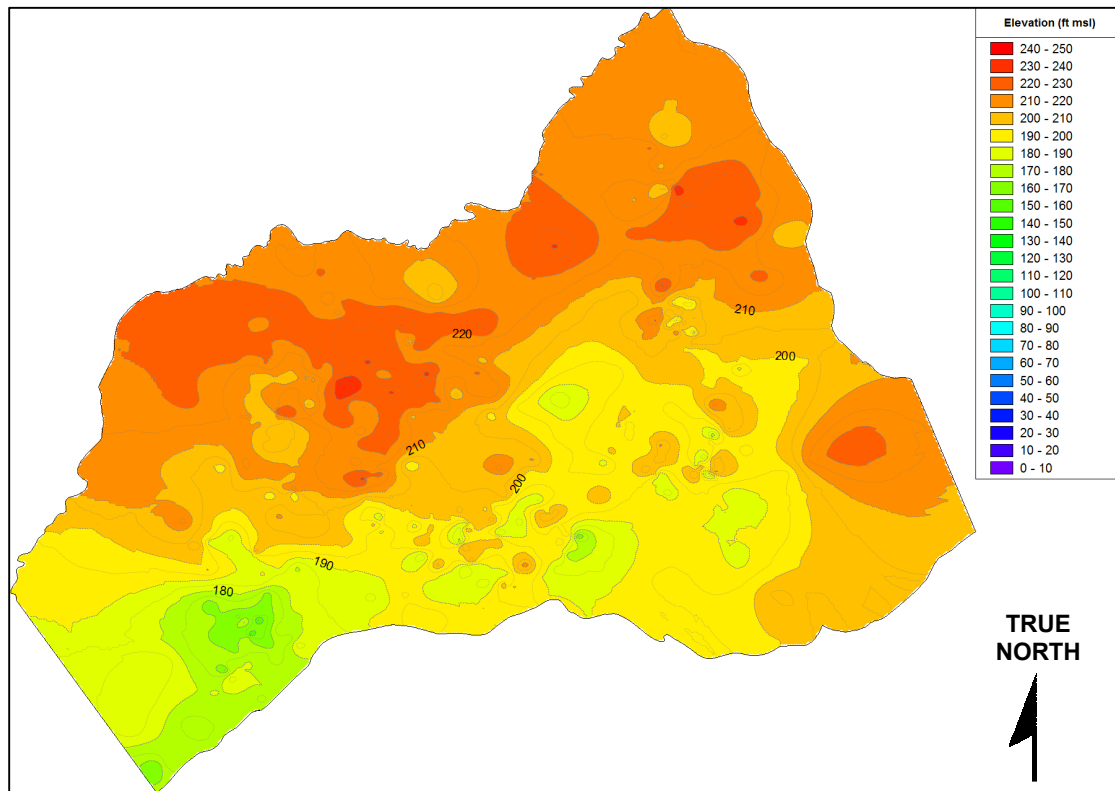 Elevation (ft msl)
240 - 250
230 - 240
220 - 230
210 - 220
200 - 210
190 - 200
180 - 190
170 - 180
160 - 170
150 - 160
140 - 150
130 - 140
120 - 130
110 - 120
100 - 110
90 - 100
80 - 90
70 - 80
60 - 70
50 - 60
40 - 50
30 - 40
20 - 30
10 - 20
0 - 10
210
220
200
210
200
190
180
TRUE
NORTH